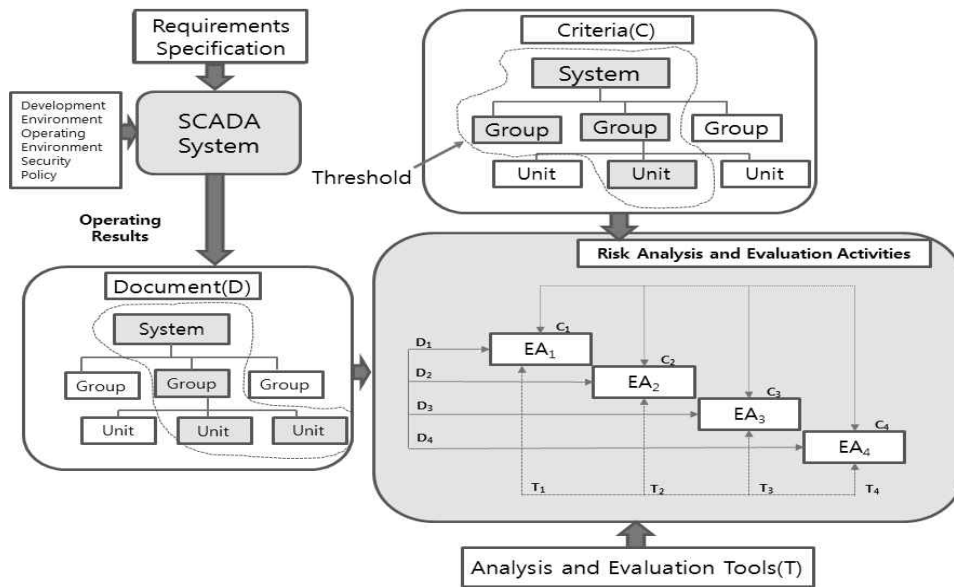 Requirements
Specification
Development
Environment
Operating
Environment
Security
Policy
SCADA
System
Operating
Results
Document(D)
System
Group
Group
Group
Unit
Unit
Unit
Criteria(C)
System
Group
Group
Group
Threshold
Unit
Unit
Unit
Risk Analysis and Evaluation Activities
C₁
D₁
EA₁
C₂
D₂
EA₂
C₃
D₃
EA₃
C₄
D₄
EA₄
T₁
T₂
T₃
T₄
Analysis and Evaluation Tools(T)